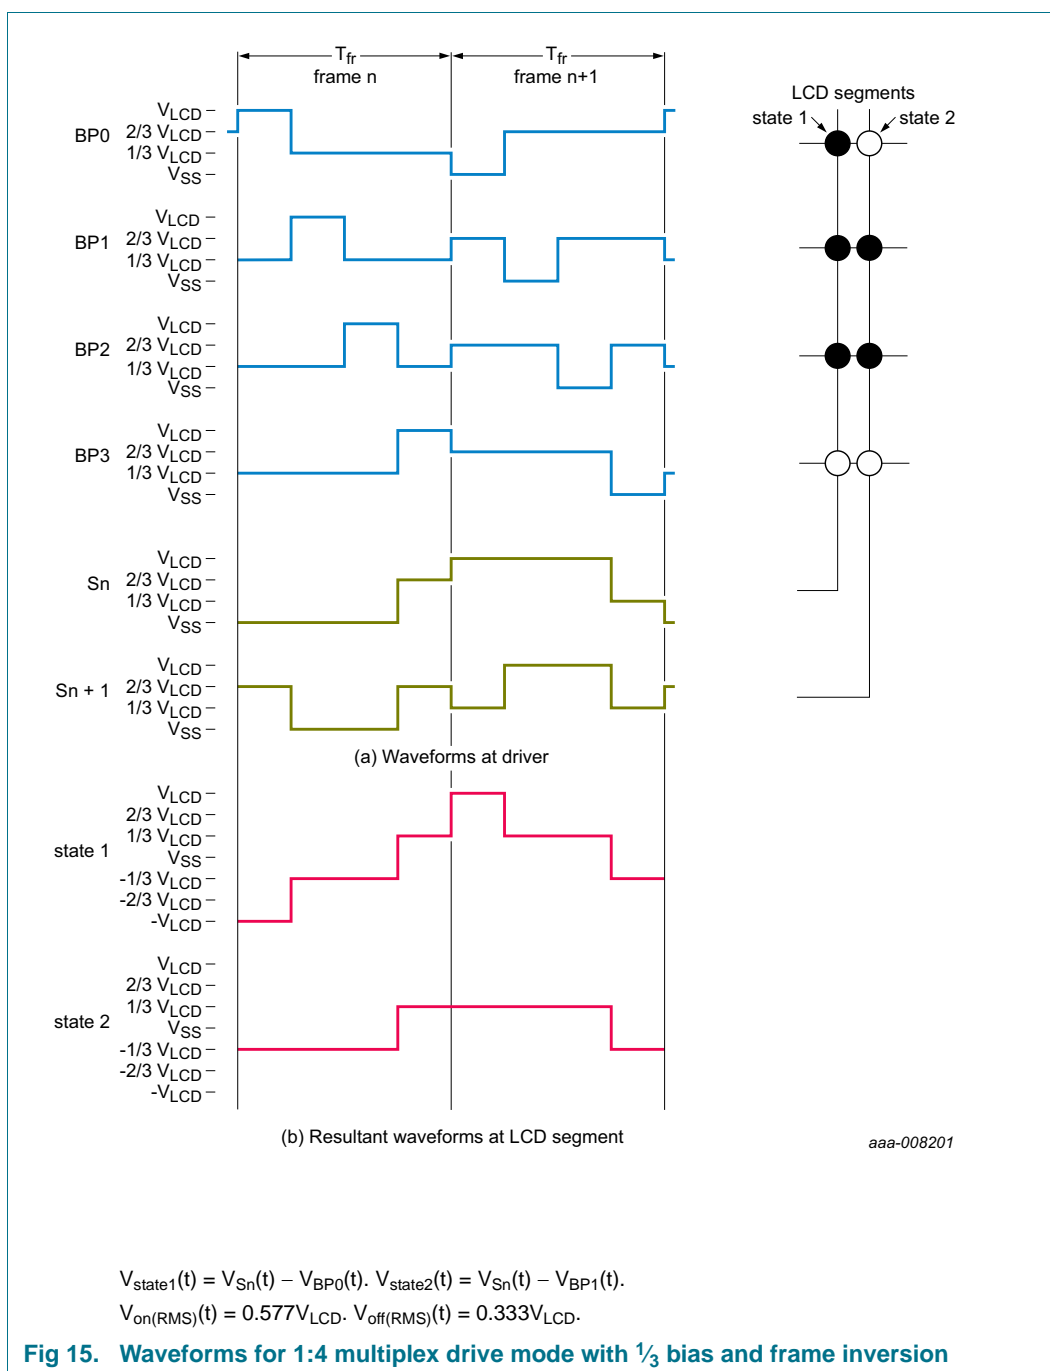 Tfr Tfr
frame n frame n+1
LCD segments
state 1 state 2
BP0
VLCD
2/3 VLCD
1/3 VLCD
VSS
BP1
VLCD
2/3 VLCD
1/3 VLCD
VSS
BP2
VLCD
2/3 VLCD
1/3 VLCD
VSS
BP3
VLCD
2/3 VLCD
1/3 VLCD
VSS
Sn
VLCD
2/3 VLCD
1/3 VLCD
VSS
Sn + 1
VLCD
2/3 VLCD
1/3 VLCD
VSS
(a) Waveforms at driver
state 1
VLCD
2/3 VLCD
1/3 VLCD
VSS
-1/3 VLCD
-2/3 VLCD
-VLCD
state 2
VLCD
2/3 VLCD
1/3 VLCD
VSS
-1/3 VLCD
-2/3 VLCD
-VLCD
(b) Resultant waveforms at LCD segment
aaa-008201
Vstate1(t) = VSn(t) − VBP0(t). Vstate2(t) = VSn(t) − VBP1(t).
Von(RMS)(t) = 0.577VLCD. Voff(RMS)(t) = 0.333VLCD.
Fig 15. Waveforms for 1:4 multiplex drive mode with 1⁄3 bias and frame inversion